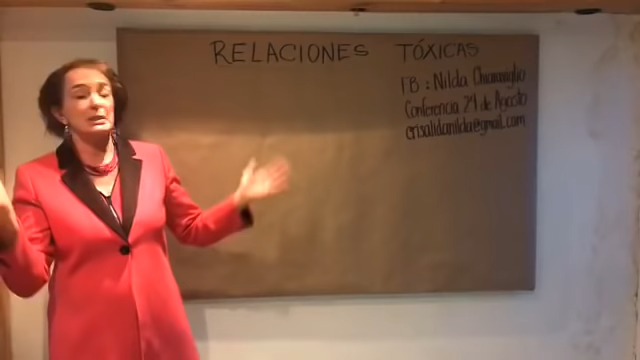 RELACIONES TÓXICAS
FB: Nilda Chiaraviglio
Conferencia 24 de Agosto
crisalidanilda@gmail.com